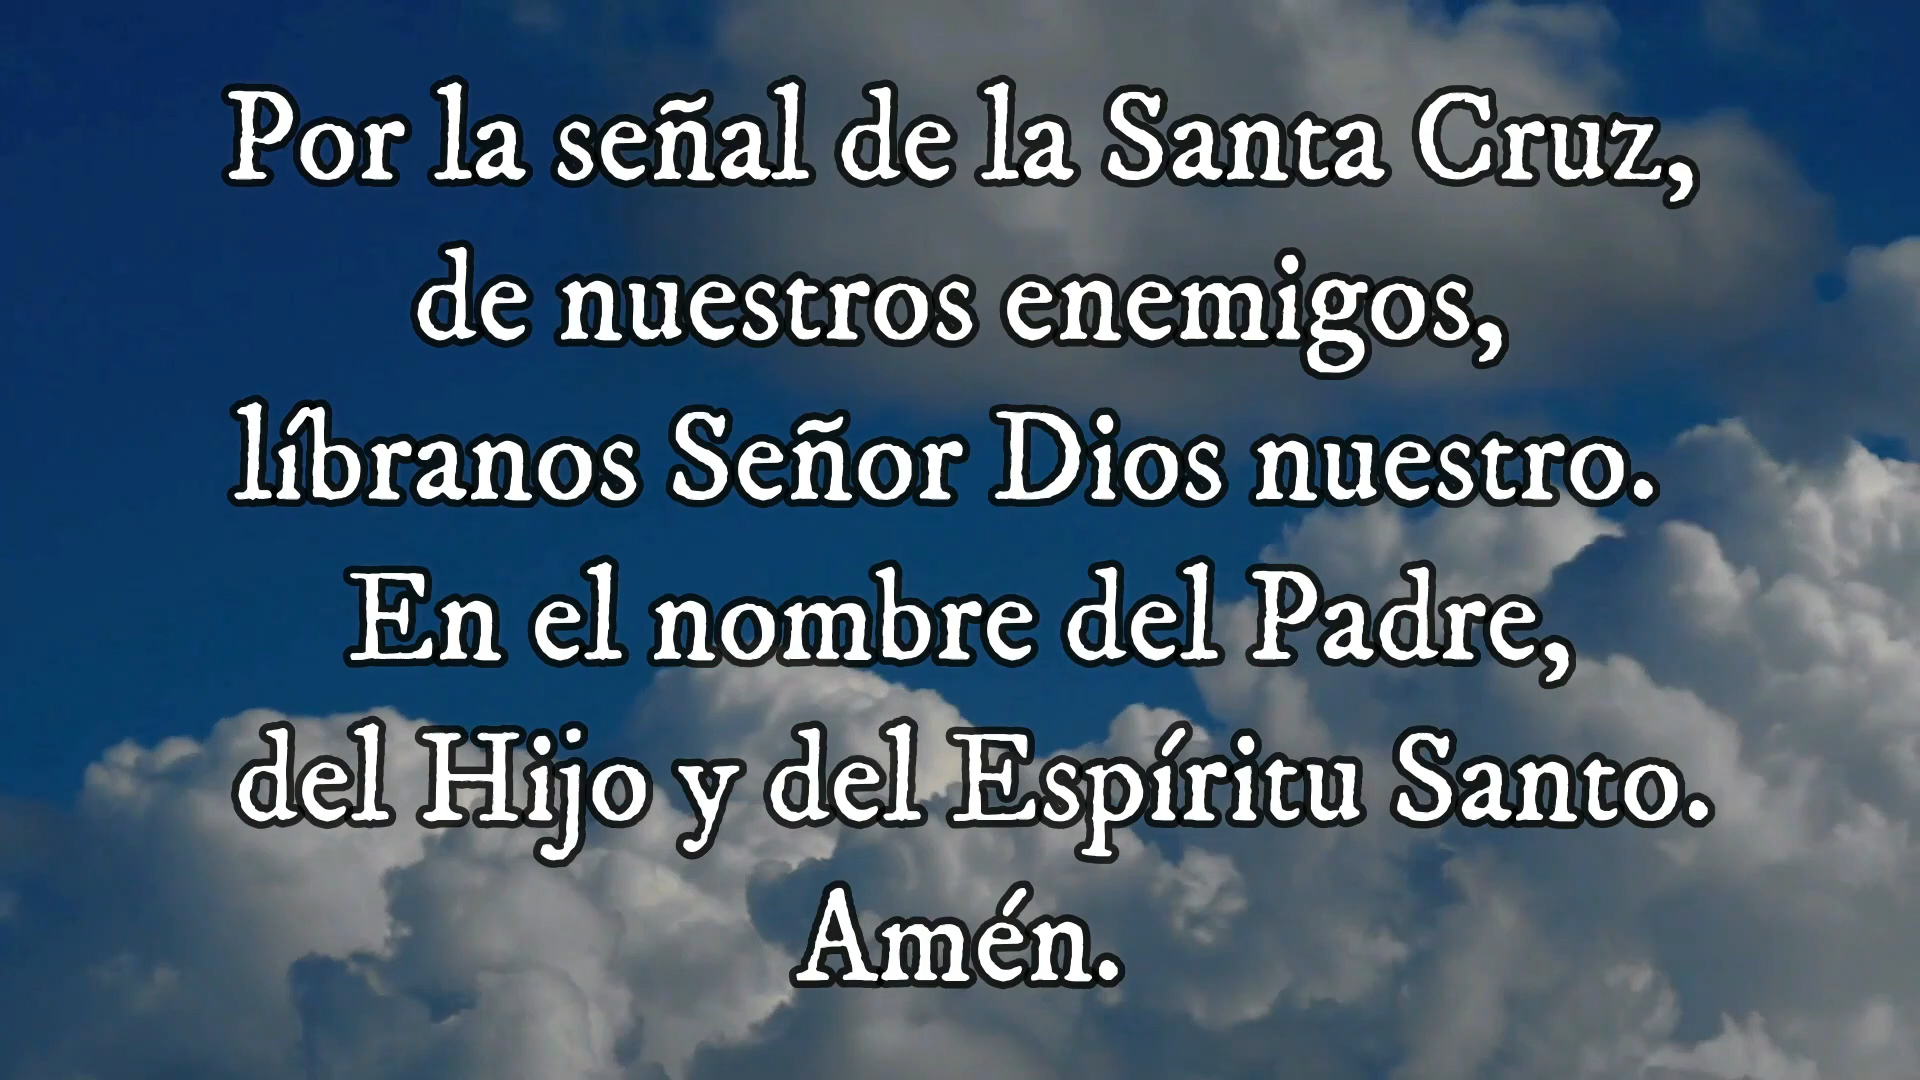 Por la señal de la Santa Cruz,
de nuestros enemigos,
líbranos Señor Dios nuestro.
En el nombre del Padre,
del Hijo y del Espíritu Santo.
Amén.